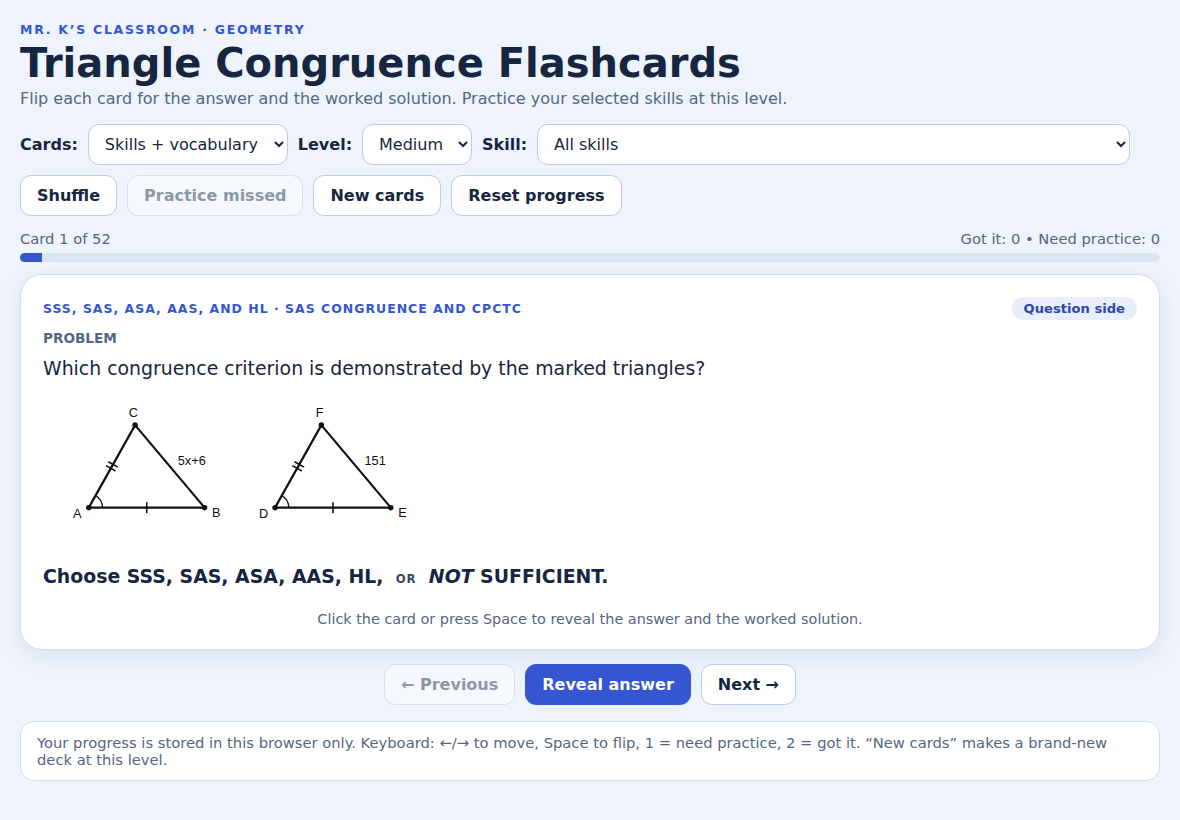 MR. K’S CLASSROOM · GEOMETRY
Triangle Congruence Flashcards
Flip each card for the answer and the worked solution. Practice your selected skills at this level.
Cards: Skills + vocabulary Level: Medium Skill: All skills
Shuffle Practice missed New cards Reset progress
Card 1 of 52 Got it: 0 • Need practice: 0
SSS, SAS, ASA, AAS, AND HL · SAS CONGRUENCE AND CPCTC Question side
PROBLEM
Which congruence criterion is demonstrated by the marked triangles?
C F
5x+6 151
A B D E
Choose SSS, SAS, ASA, AAS, HL, OR NOT SUFFICIENT.
Click the card or press Space to reveal the answer and the worked solution.
← Previous Reveal answer Next →
Your progress is stored in this browser only. Keyboard: ←/→ to move, Space to flip, 1 = need practice, 2 = got it. “New cards” makes a brand-new
deck at this level.